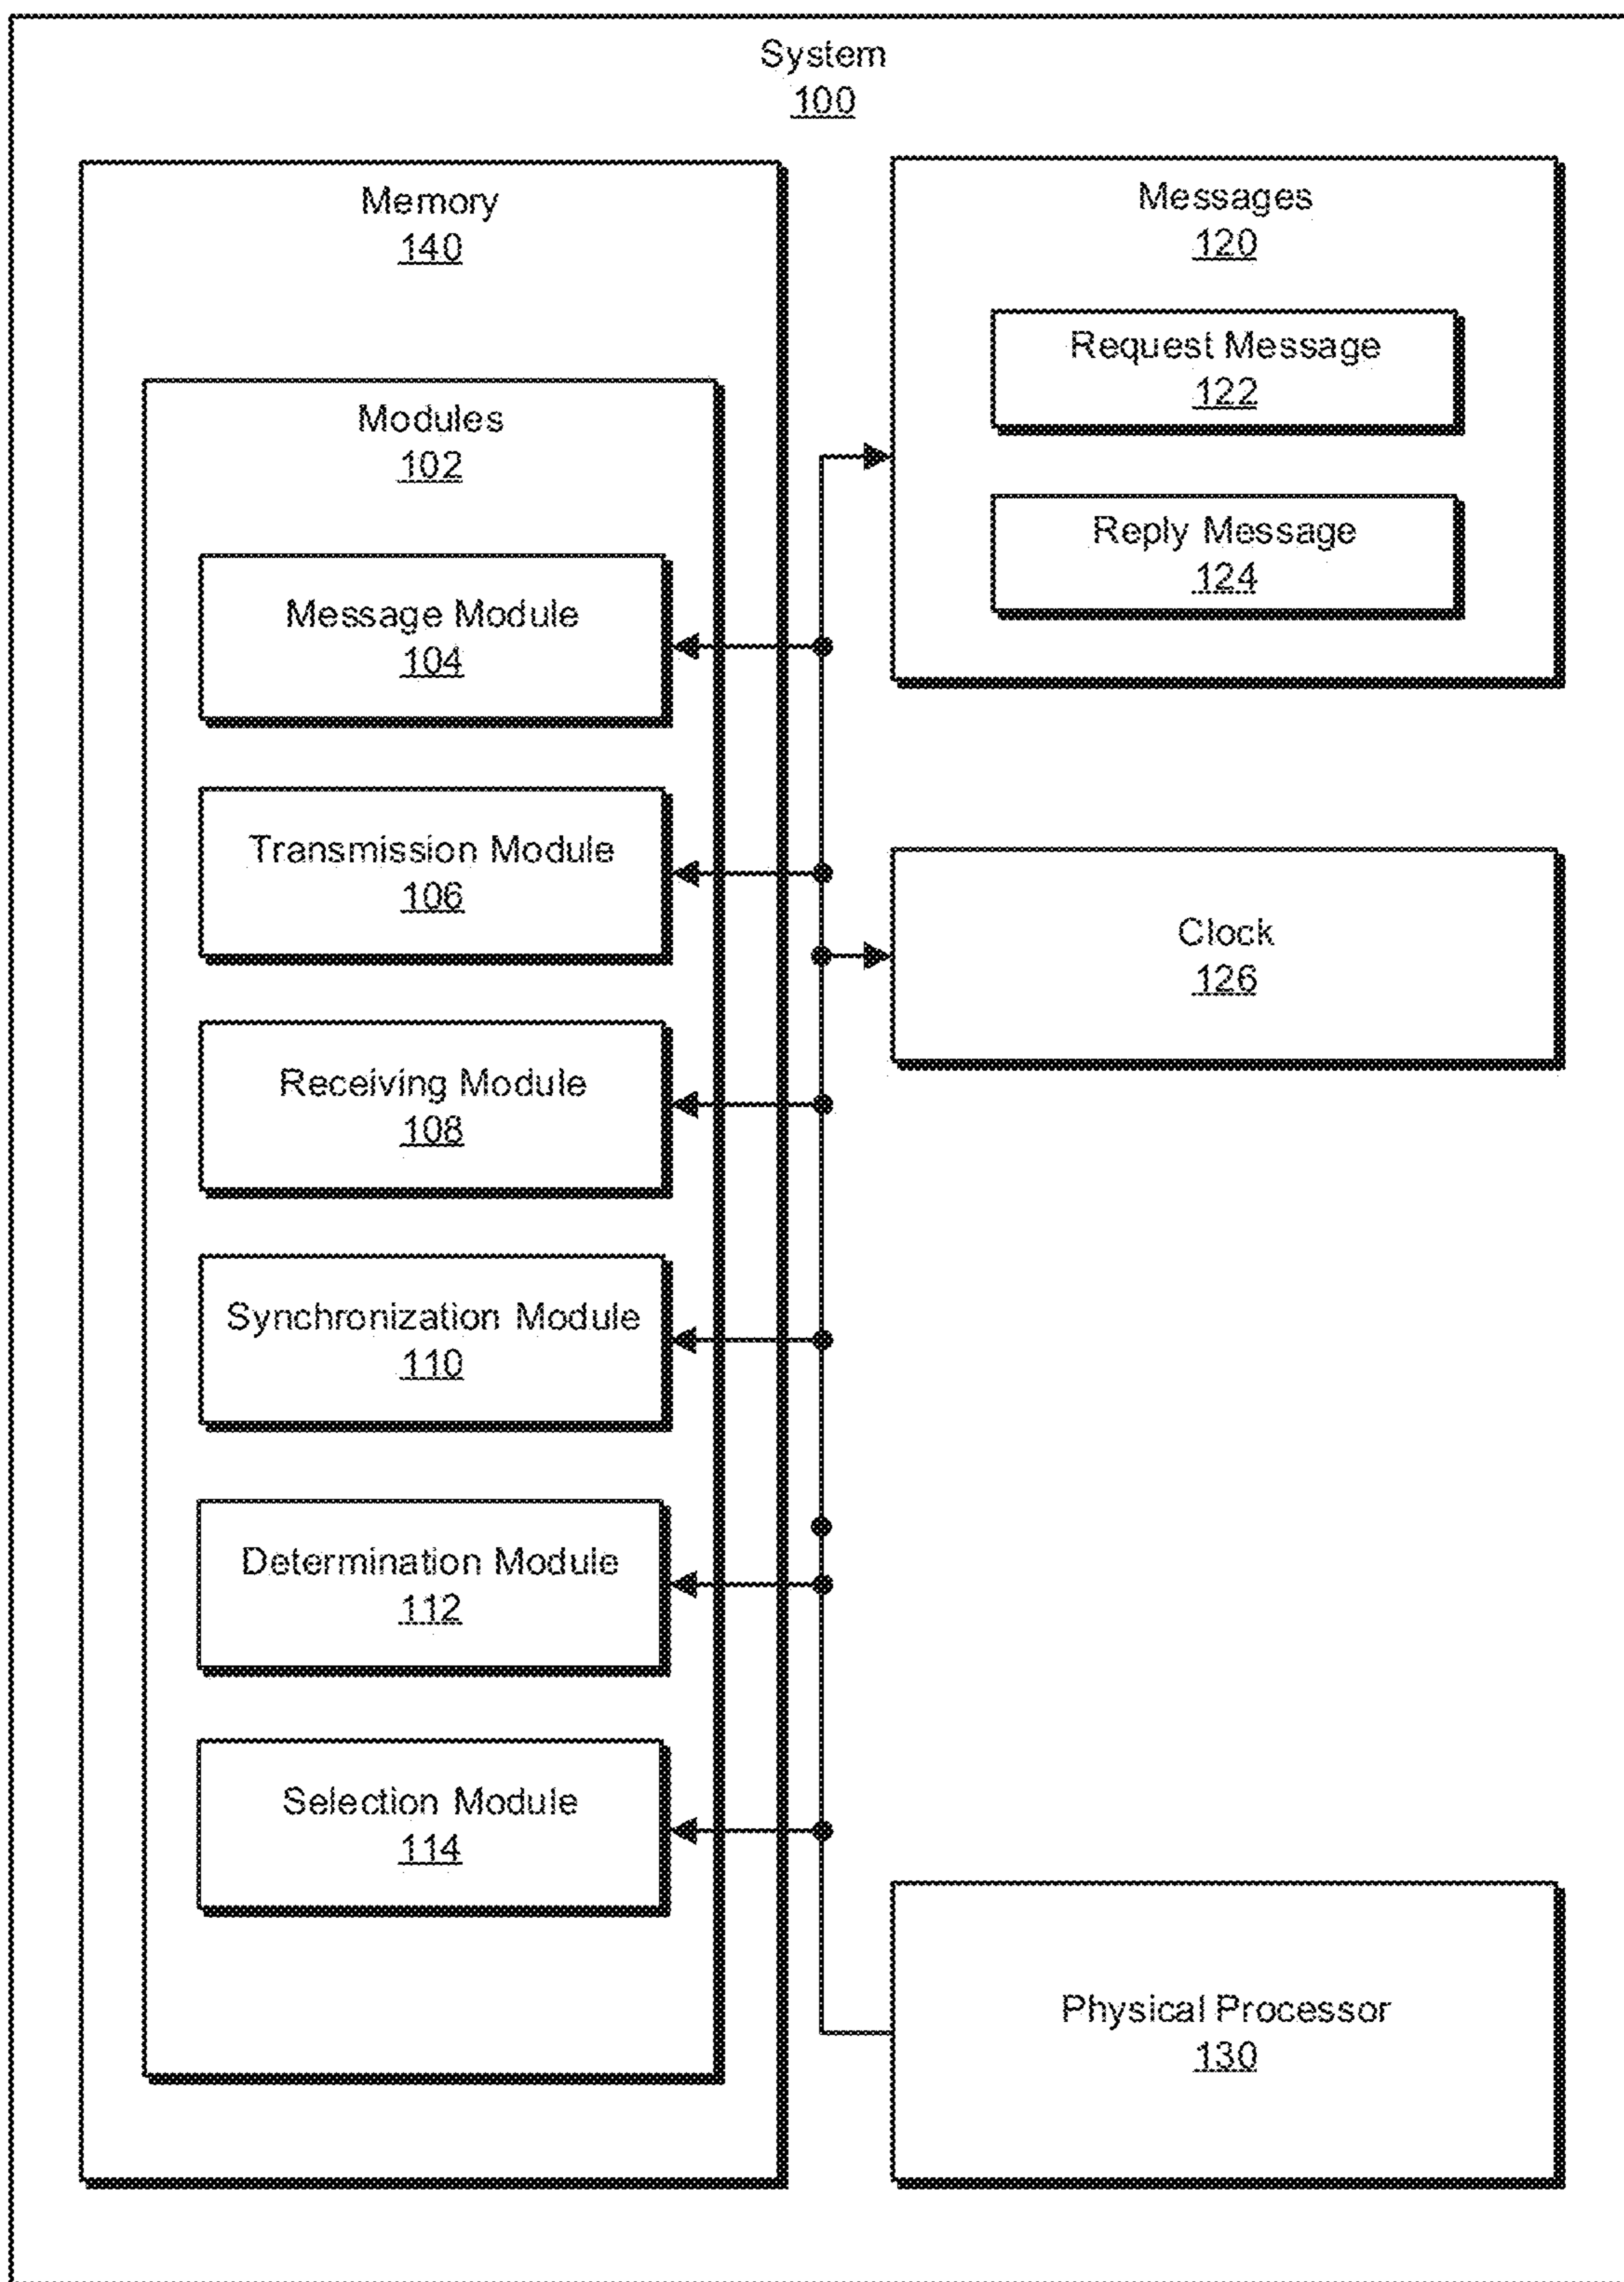 System
100
Memory
140
Modules
102
Message Module
104
Transmission Module
106
Receiving Module
108
Synchronization Module
110
Determination Module
112
Selection Module
114
Messages
120
Request Message
122
Reply Message
124
Clock
126
Physical Processor
130